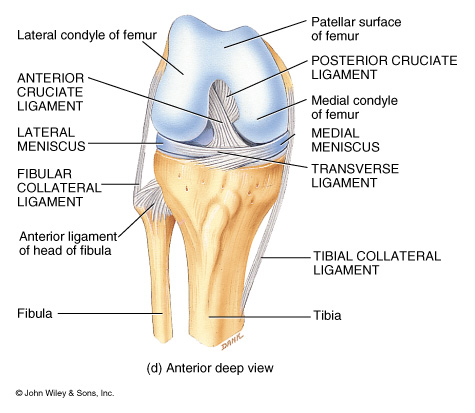 Lateral condyle of femur
ANTERIOR
CRUCIATE
LIGAMENT
LATERAL
MENISCUS
FIBULAR
COLLATERAL
LIGAMENT
Anterior ligament
of head of fibula
Fibula
Patellar surface
of femur
POSTERIOR CRUCIATE
LIGAMENT
Medial condyle
of femur
MEDIAL
MENISCUS
TRANSVERSE
LIGAMENT
TIBIAL COLLATERAL
LIGAMENT
Tibia
DANK
(d) Anterior deep view
© John Wiley & Sons, Inc.